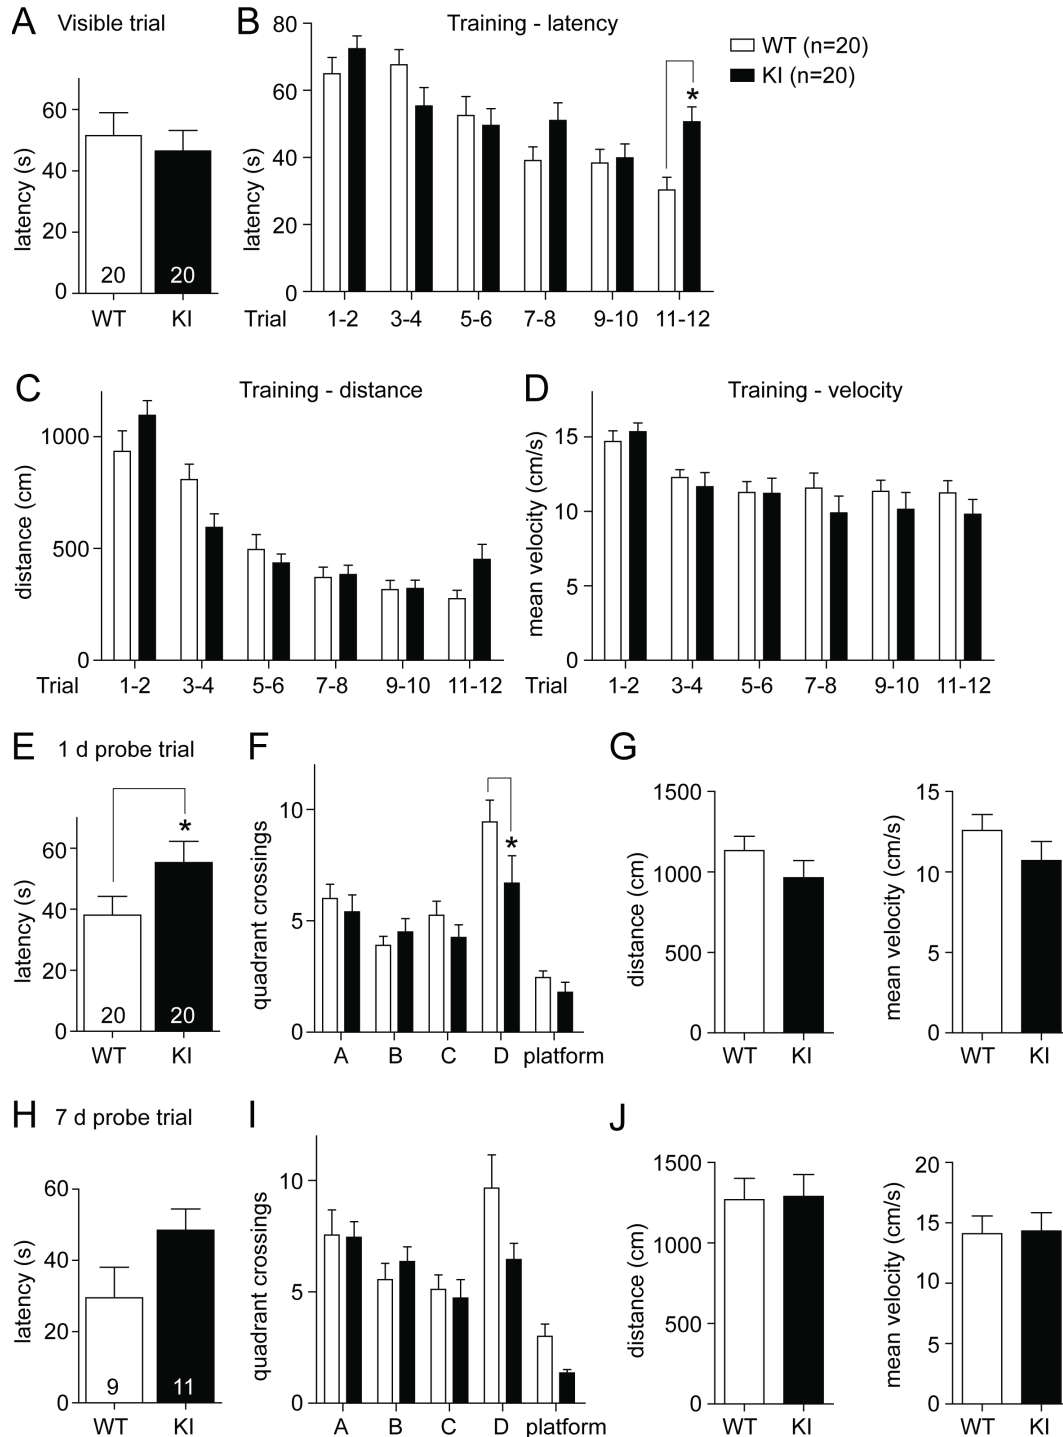 A Visible trial
latency (s)
60
40
20
0
20 20
WT KI
B Training - latency
WT (n=20)
KI (n=20)
latency (s)
80
60
40
20
0
*
Trial 1-2 3-4 5-6 7-8 9-10 11-12
C Training - distance
distance (cm)
1000
500
0
Trial 1-2 3-4 5-6 7-8 9-10 11-12
D Training - velocity
mean velocity (cm/s)
15
10
5
0
Trial 1-2 3-4 5-6 7-8 9-10 11-12
E 1 d probe trial
latency (s)
60
40
20
0
*
20 20
WT KI
F
quadrant crossings
10
5
0
*
A B C D platform
G
distance (cm)
1500
1000
500
0
WT KI
mean velocity (cm/s)
15
10
5
0
WT KI
H 7 d probe trial
latency (s)
60
40
20
0
9 11
WT KI
I
quadrant crossings
10
5
0
A B C D platform
J
distance (cm)
1500
1000
500
0
WT KI
mean velocity (cm/s)
20
15
10
5
0
WT KI